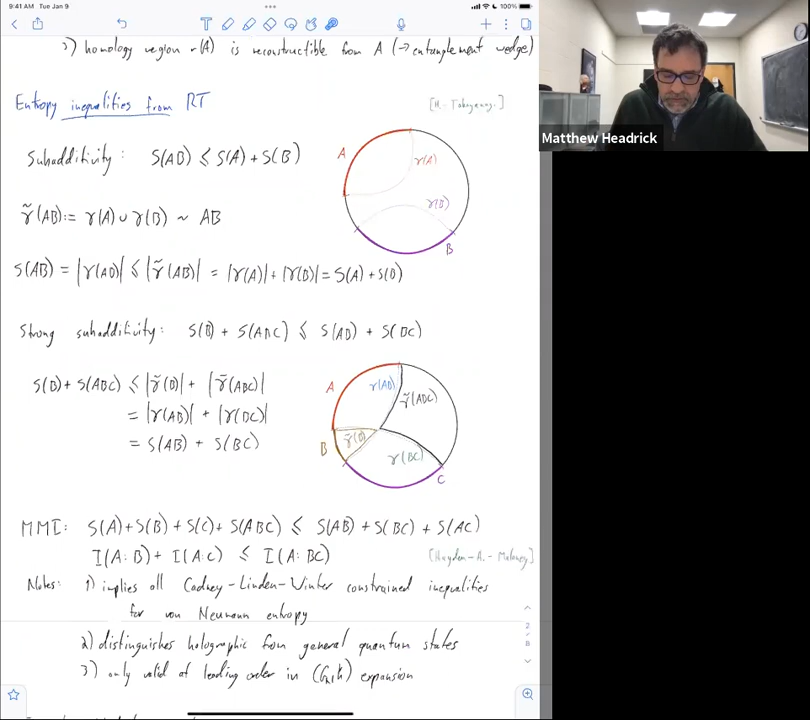 9:41 AM Tue Jan 9
100%
3) homology region r(A) is reconstructible from A (→entanglement wedge)
Entropy inequalities from RT
[H.-Takayanagi]
Subadditivity: S(AB) ≤ S(A) + S(B)
A
r(A)
r(B)
B
γ̃(AB) := γ(A) ∪ γ(B) ~ AB
S(AB) = |γ(AB)| ≤ |γ̃(AB)| = |γ(A)| + |γ(B)| = S(A) + S(B)
Strong subadditivity: S(B) + S(ABC) ≤ S(AB) + S(BC)
A
γ(AB)
γ̃(ABC)
γ̃(B)
B
γ(BC)
C
S(B) + S(ABC) ≤ |γ̃(B)| + |γ̃(ABC)|
= |γ(AB)| + |γ(BC)|
= S(AB) + S(BC)
MMI: S(A) + S(B) + S(C) + S(ABC) ≤ S(AB) + S(BC) + S(AC)
I(A:B) + I(A:C) ≤ I(A:BC)
[Hayden-H.-Maloney]
Notes: 1) implies all Cadney-Linden-Winter constrained inequalities
for von Neumann entropy
2) distinguishes holographic from general quantum states
3) only valid at leading order in (G_N ħ) expansion
Matthew Headrick